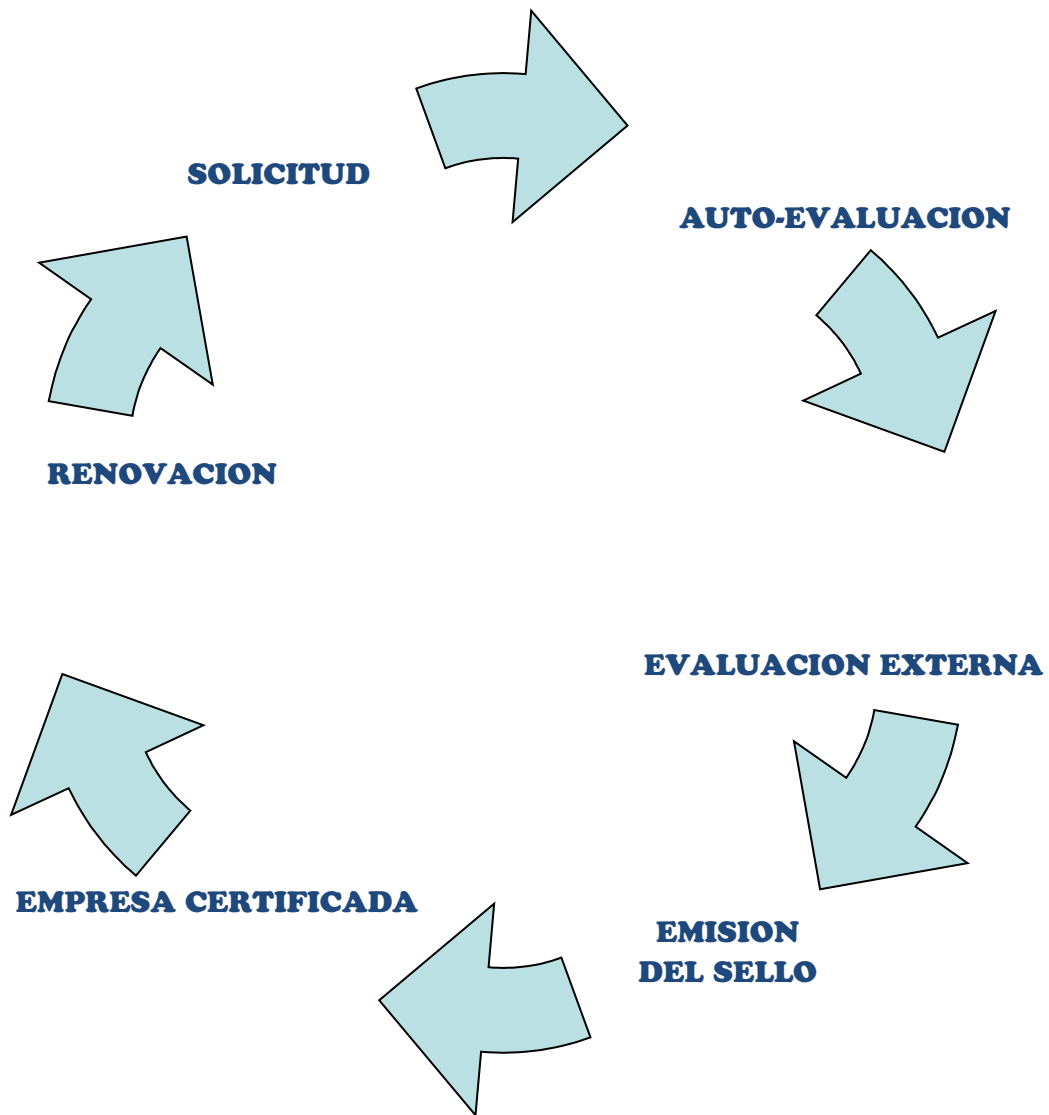 SOLICITUD
AUTO-EVALUACION
RENOVACION
EVALUACION EXTERNA
EMPRESA CERTIFICADA
EMISION
DEL SELLO